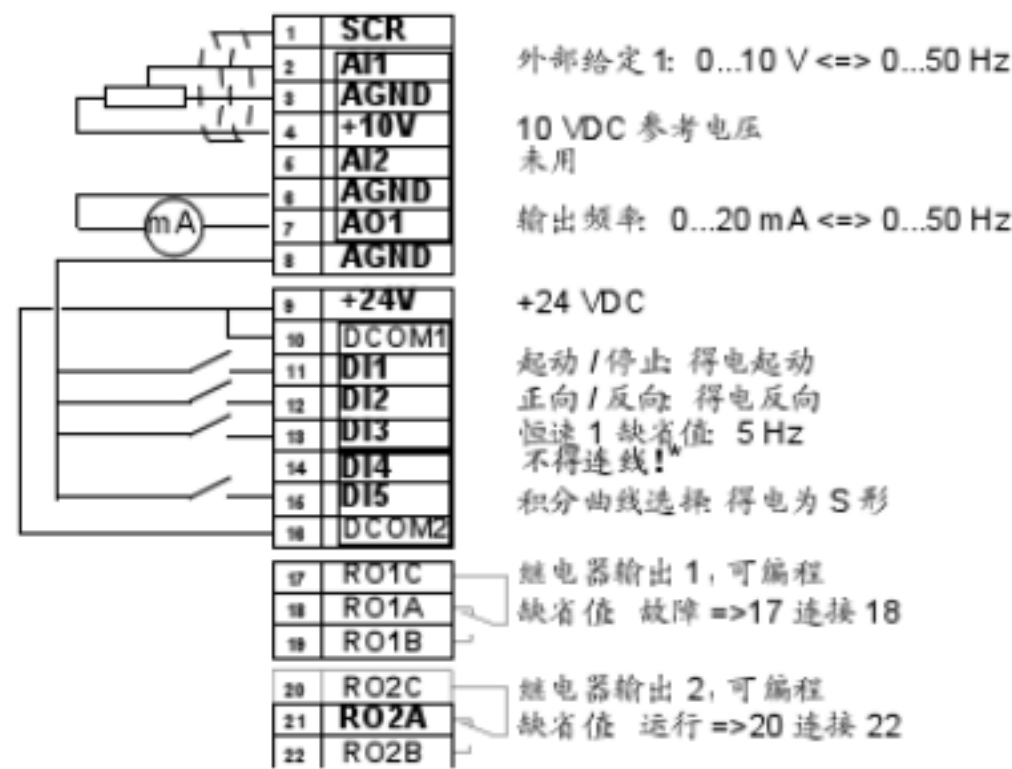 1 SCR
2 AI1 外部给定 1: 0...10 V <=> 0...50 Hz
3 AGND
4 +10V 10 VDC 参考电压
5 AI2 未用
6 AGND
mA 7 AO1 输出频率: 0...20 mA <=> 0...50 Hz
8 AGND
9 +24V +24 VDC
10 DCOM1
11 DI1 起动 / 停止: 得电起动
12 DI2 正向 / 反向: 得电反向
13 DI3 恒速 1 缺省值: 5 Hz
14 DI4 不得连线!*
15 DI5 积分曲线选择: 得电为 S 形
16 DCOM2
17 RO1C 继电器输出 1, 可编程
18 RO1A 缺省值: 故障 =>17 连接 18
19 RO1B
20 RO2C 继电器输出 2, 可编程
21 RO2A 缺省值: 运行 =>20 连接 22
22 RO2B